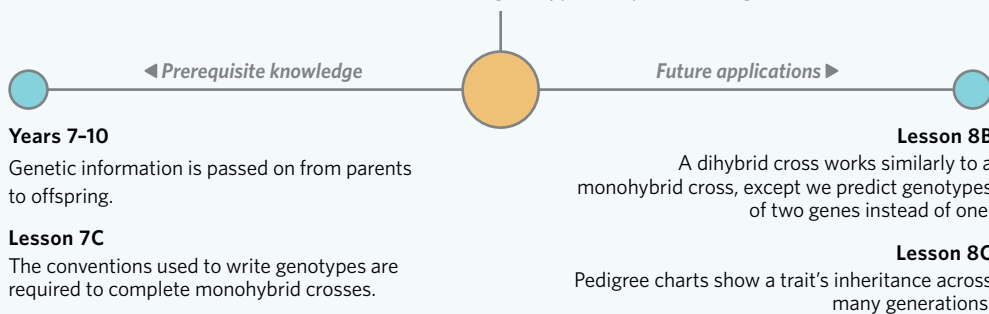 ◀ Prerequisite knowledge
Future applications ▶
Years 7–10
Genetic information is passed on from parents
to offspring.
Lesson 7C
The conventions used to write genotypes are
required to complete monohybrid crosses.
Lesson 8B
A dihybrid cross works similarly to a
monohybrid cross, except we predict genotypes
of two genes instead of one
Lesson 8C
Pedigree charts show a trait's inheritance across
many generations